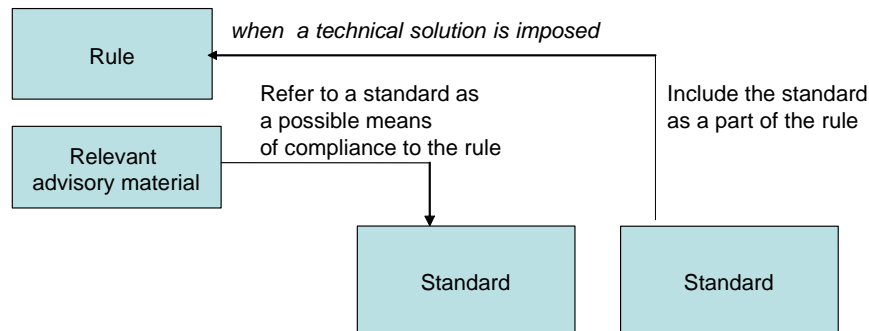 when a technical solution is imposed
Rule
Refer to a standard as
a possible means
of compliance to the rule
Include the standard
as a part of the rule
Relevant
advisory material
Standard
Standard